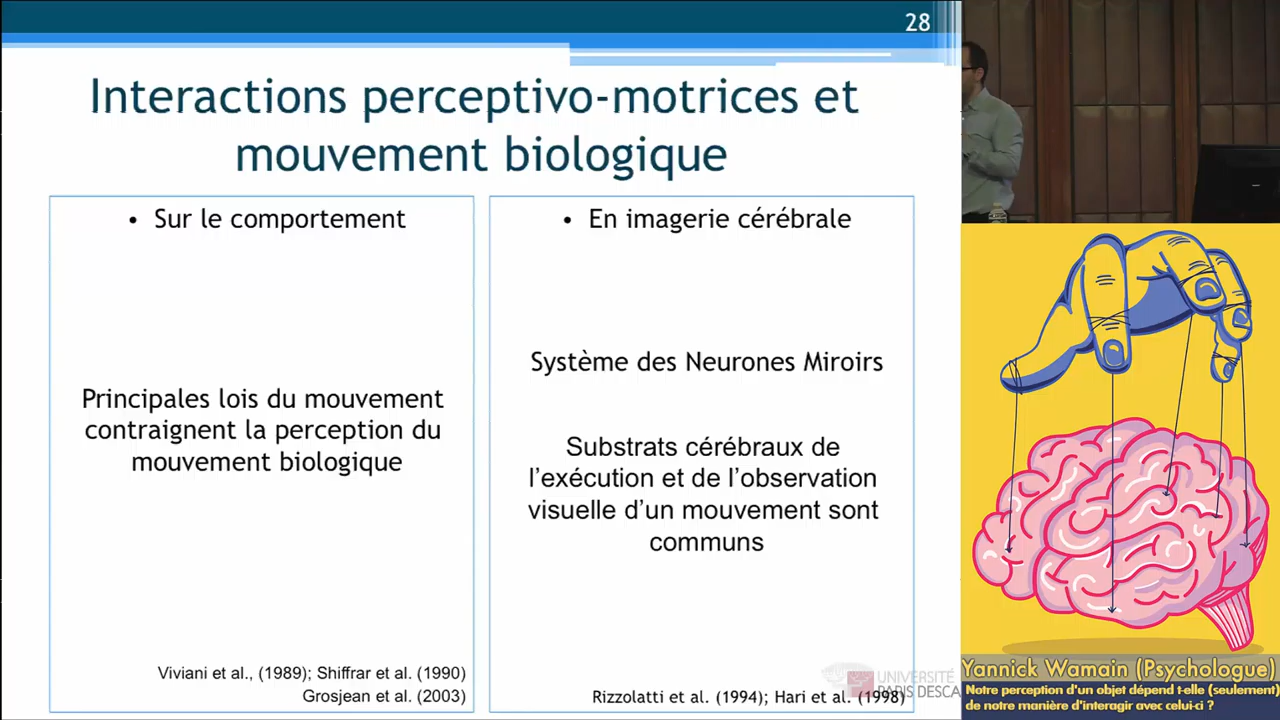 28
Interactions perceptivo-motrices et
mouvement biologique
• Sur le comportement
Principales lois du mouvement
contraignent la perception du
mouvement biologique
Viviani et al., (1989); Shiffrar et al. (1990)
Grosjean et al. (2003)
• En imagerie cérébrale
Système des Neurones Miroirs
Substrats cérébraux de
l’exécution et de l’observation
visuelle d’un mouvement sont
communs
Rizzolatti et al. (1994); Hari et al. (1998)
UNIVERSITÉ
PARIS DESCA
Yannick Wamain (Psychologue)
Notre perception d'un objet dépend t-elle (seulement)
de notre manière d'interagir avec celui-ci ?